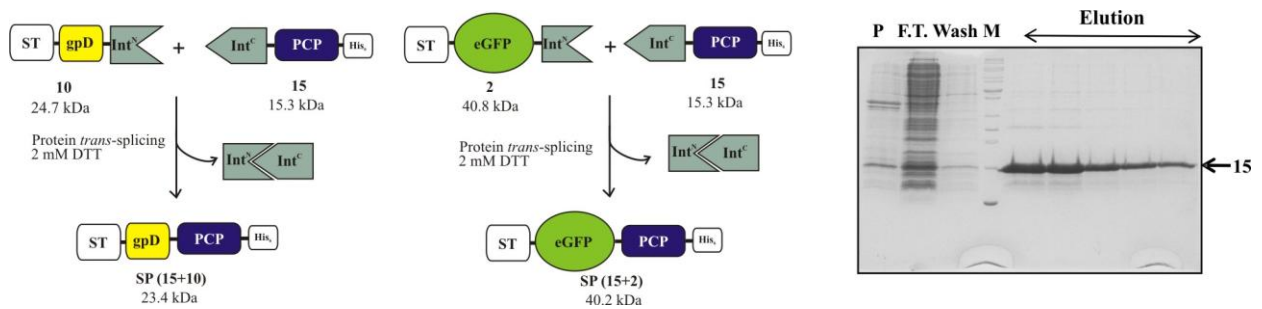 ST gpD Int^N + Int^C PCP His₆
10 15
24.7 kDa 15.3 kDa
Protein trans-splicing
2 mM DTT
Int^N Int^C
ST gpD PCP His₆
SP (15+10)
23.4 kDa
ST eGFP Int^N + Int^C PCP His₆
2 15
40.8 kDa 15.3 kDa
Protein trans-splicing
2 mM DTT
Int^N Int^C
ST eGFP PCP His₆
SP (15+2)
40.2 kDa
Elution
P F.T. Wash M
15